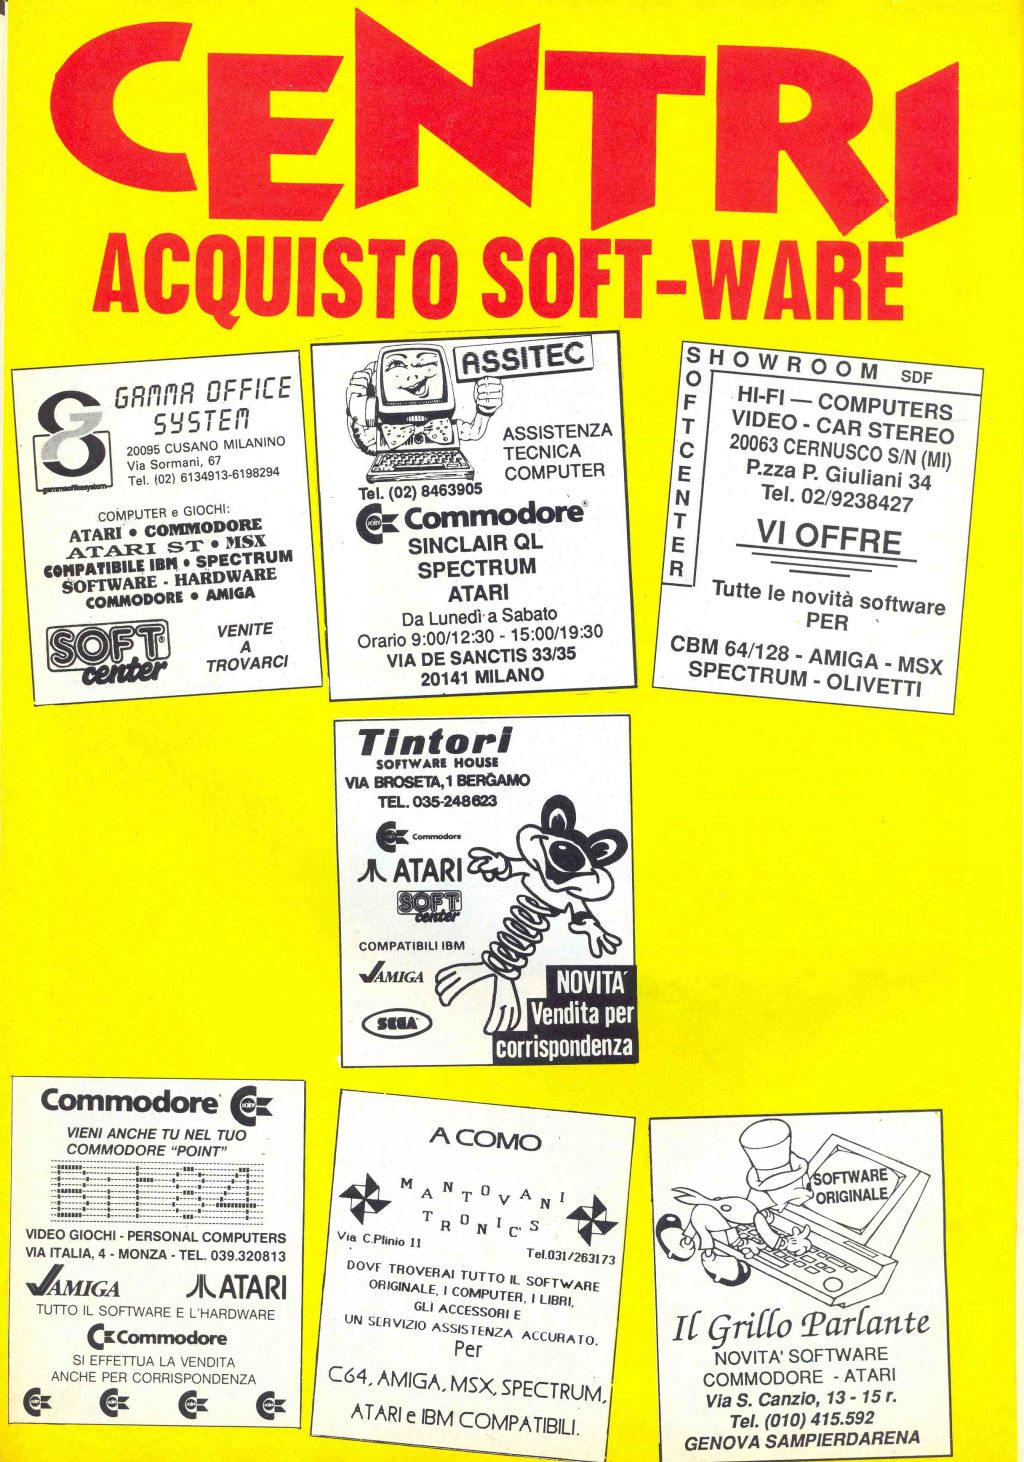 CENTRI
ACQUISTO SOFT-WARE
GAMMA OFFICE
SYSTEM
20095 CUSANO MILANINO
Via Sormani, 67
Tel. (02) 6134913-6198294
gammaofficesystem
COMPUTER e GIOCHI:
ATARI • COMMODORE
ATARI ST • MSX
COMPATIBILE IBM • SPECTRUM
SOFTWARE - HARDWARE
COMMODORE • AMIGA
SOFT
center
VENITE
A
TROVARCI
ASSITEC
ASSISTENZA
TECNICA
COMPUTER
Tel. (02) 8463905
point Commodore
SINCLAIR QL
SPECTRUM
ATARI
Da Lunedì a Sabato
Orario 9:00/12:30 - 15:00/19:30
VIA DE SANCTIS 33/35
20141 MILANO
SHOWROOM SDF
SOFTCENTER
HI-FI — COMPUTERS
VIDEO - CAR STEREO
20063 CERNUSCO S/N (MI)
P.zza P. Giuliani 34
Tel. 02/9238427
VI OFFRE
Tutte le novità software
PER
CBM 64/128 - AMIGA - MSX
SPECTRUM - OLIVETTI
Tintori
SOFTWARE HOUSE
VIA BROSETA, 1 BERGAMO
TEL. 035-248623
Commodore
ATARI
SOFT
center
COMPATIBILI IBM
AMIGA
SEGA
NOVITA'
Vendita per
corrispondenza
Commodore point
VIENI ANCHE TU NEL TUO
COMMODORE "POINT"
VIDEO GIOCHI - PERSONAL COMPUTERS
VIA ITALIA, 4 - MONZA - TEL. 039.320813
AMIGA ATARI
TUTTO IL SOFTWARE E L'HARDWARE
Commodore
SI EFFETTUA LA VENDITA
ANCHE PER CORRISPONDENZA
A COMO
MANTOVANI
TRONIC'S
Via C.Plinio 11
Tel.031/263173
DOVE TROVERAI TUTTO IL SOFTWARE
ORIGINALE, I COMPUTER, I LIBRI,
GLI ACCESSORI E
UN SERVIZIO ASSISTENZA ACCURATO.
Per
C64, AMIGA, MSX, SPECTRUM,
ATARI e IBM COMPATIBILI.
SOFTWARE
ORIGINALE
Il Grillo Parlante
NOVITA' SOFTWARE
COMMODORE - ATARI
Via S. Canzio, 13 - 15 r.
Tel. (010) 415.592
GENOVA SAMPIERDARENA